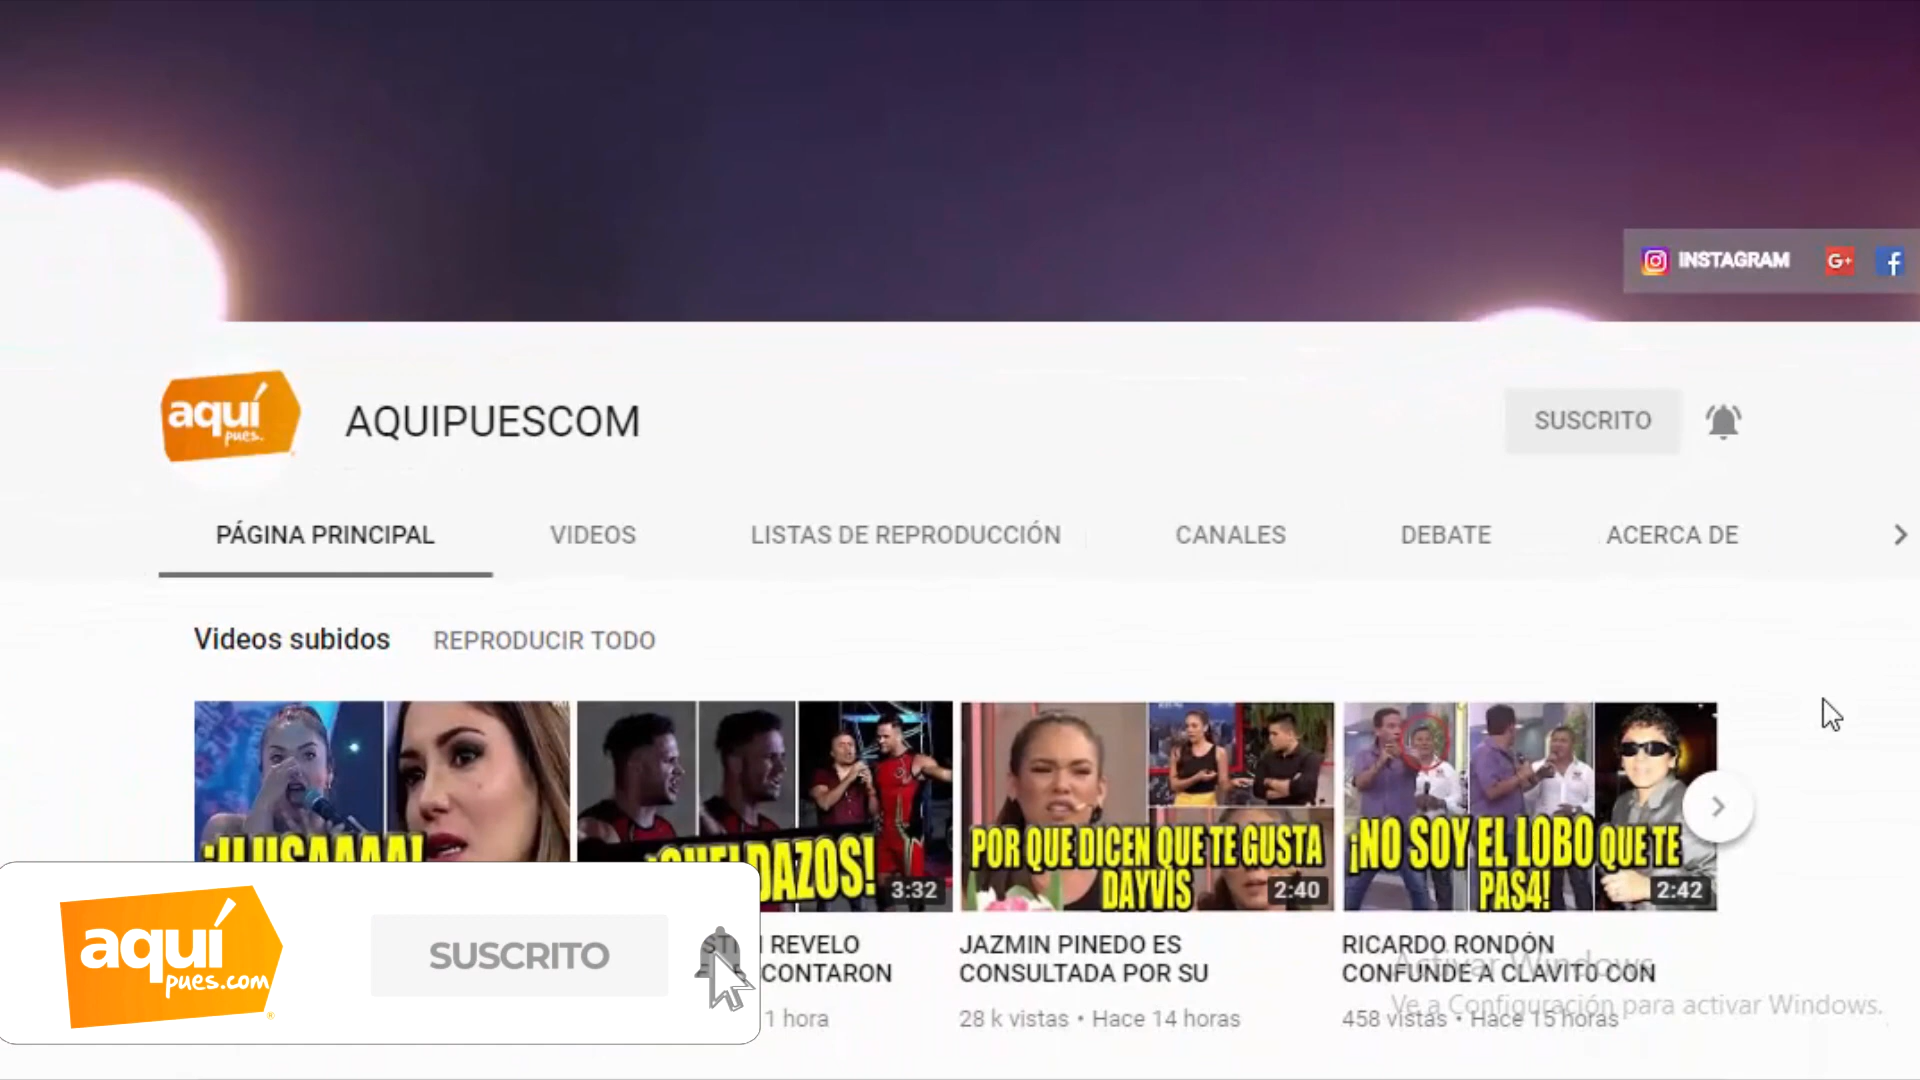 INSTAGRAM
G+
aquí
pues.
AQUIPUESCOM
SUSCRITO
PÁGINA PRINCIPAL
VIDEOS
LISTAS DE REPRODUCCIÓN
CANALES
DEBATE
ACERCA DE
Videos subidos
REPRODUCIR TODO
DAZOS!
3:32
POR QUE DICEN QUE TE GUSTA
DAYVIS
2:40
¡NO SOY EL LOBO QUE TE
PAS4!
2:42
REVELO
CONTARON
1 hora
JAZMIN PINEDO ES
CONSULTADA POR SU
28 k vistas • Hace 14 horas
RICARDO RONDÓN
CONFUNDE A CLAVIT0 CON
458 vistas • Hace 15 horas
Activar Windows
Ve a Configuración para activar Windows.
aquí
pues.com
SUSCRITO